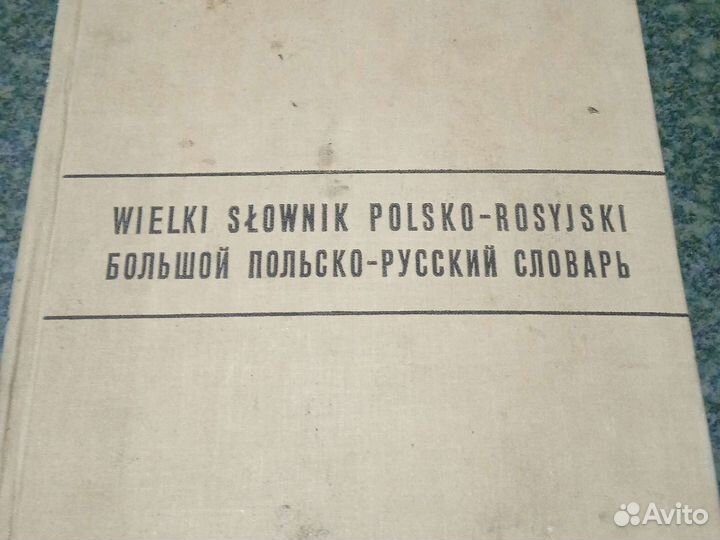 WIELKI SŁOWNIK POLSKO-ROSYJSKI
БОЛЬШОЙ ПОЛЬСКО-РУССКИЙ СЛОВАРЬ
Avito